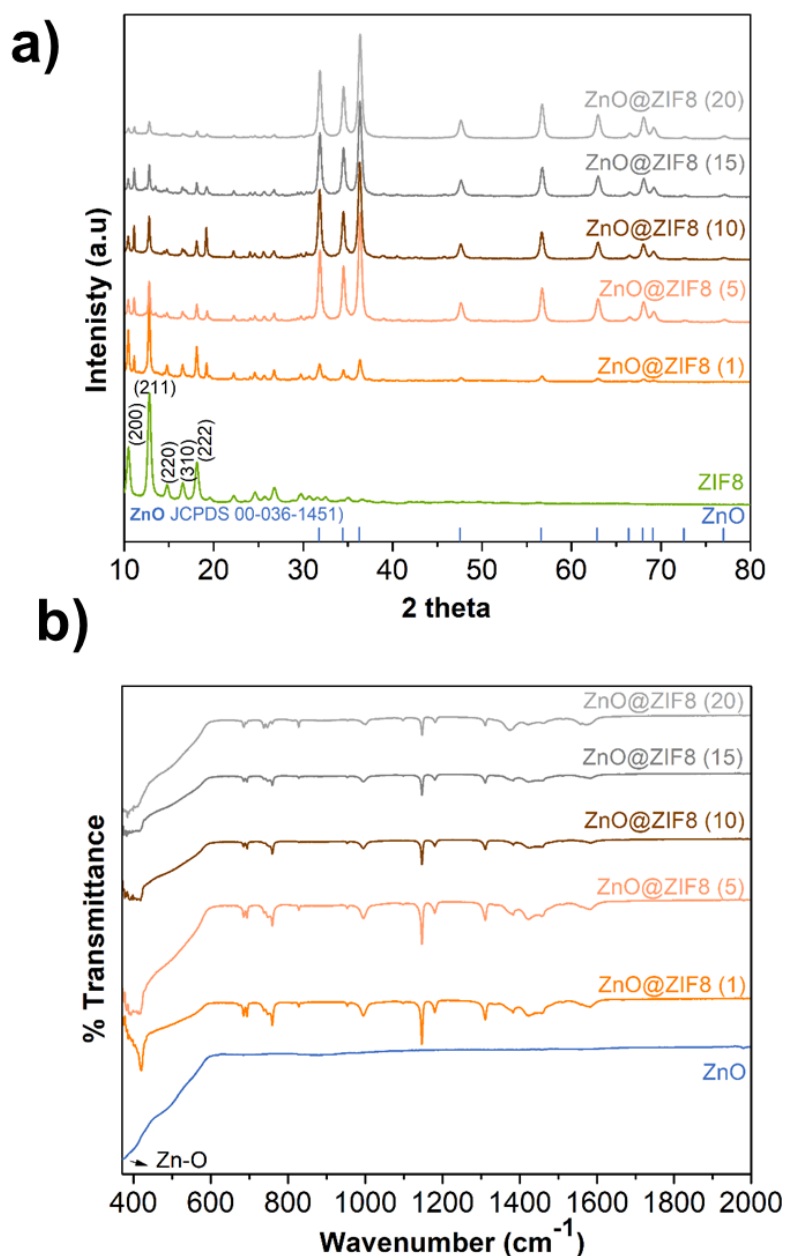 a)
Intenisty (a.u)
ZnO@ZIF8 (20)
ZnO@ZIF8 (15)
ZnO@ZIF8 (10)
ZnO@ZIF8 (5)
ZnO@ZIF8 (1)
(200)
(211)
(220)
(310)
(222)
ZIF8
ZnO JCPDS 00-036-1451)
ZnO
10 20 30 40 50 60 70 80
2 theta
b)
% Transmittance
ZnO@ZIF8 (20)
ZnO@ZIF8 (15)
ZnO@ZIF8 (10)
ZnO@ZIF8 (5)
ZnO@ZIF8 (1)
ZnO
Zn-O
400 600 800 1000 1200 1400 1600 1800 2000
Wavenumber (cm⁻¹)